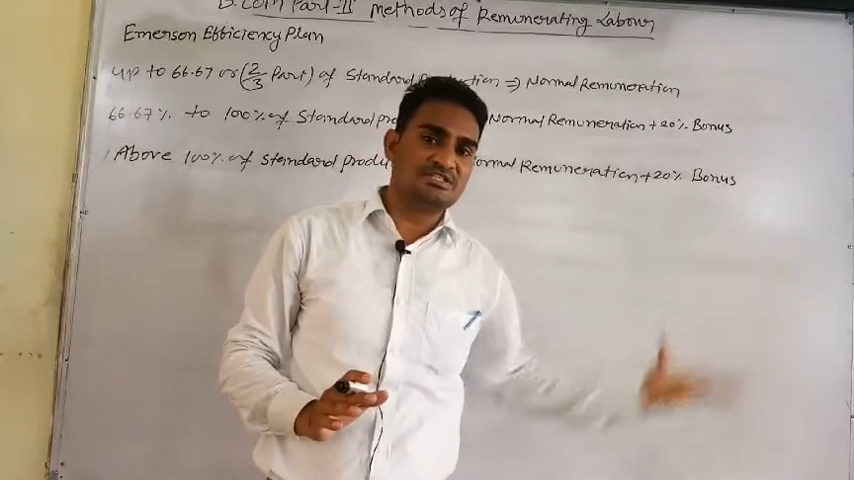 B.Com Part-II methods of Remunerating Labour
Emerson Efficiency Plan
up to 66.67 or (2/3 Part) of Standard Production ⇒ Normal Remuneration
66.67% to 100% of Standard pro Normal Remuneration + 20% Bonus
Above 100% of Standard produ Normal Remuneration + 20% Bonus